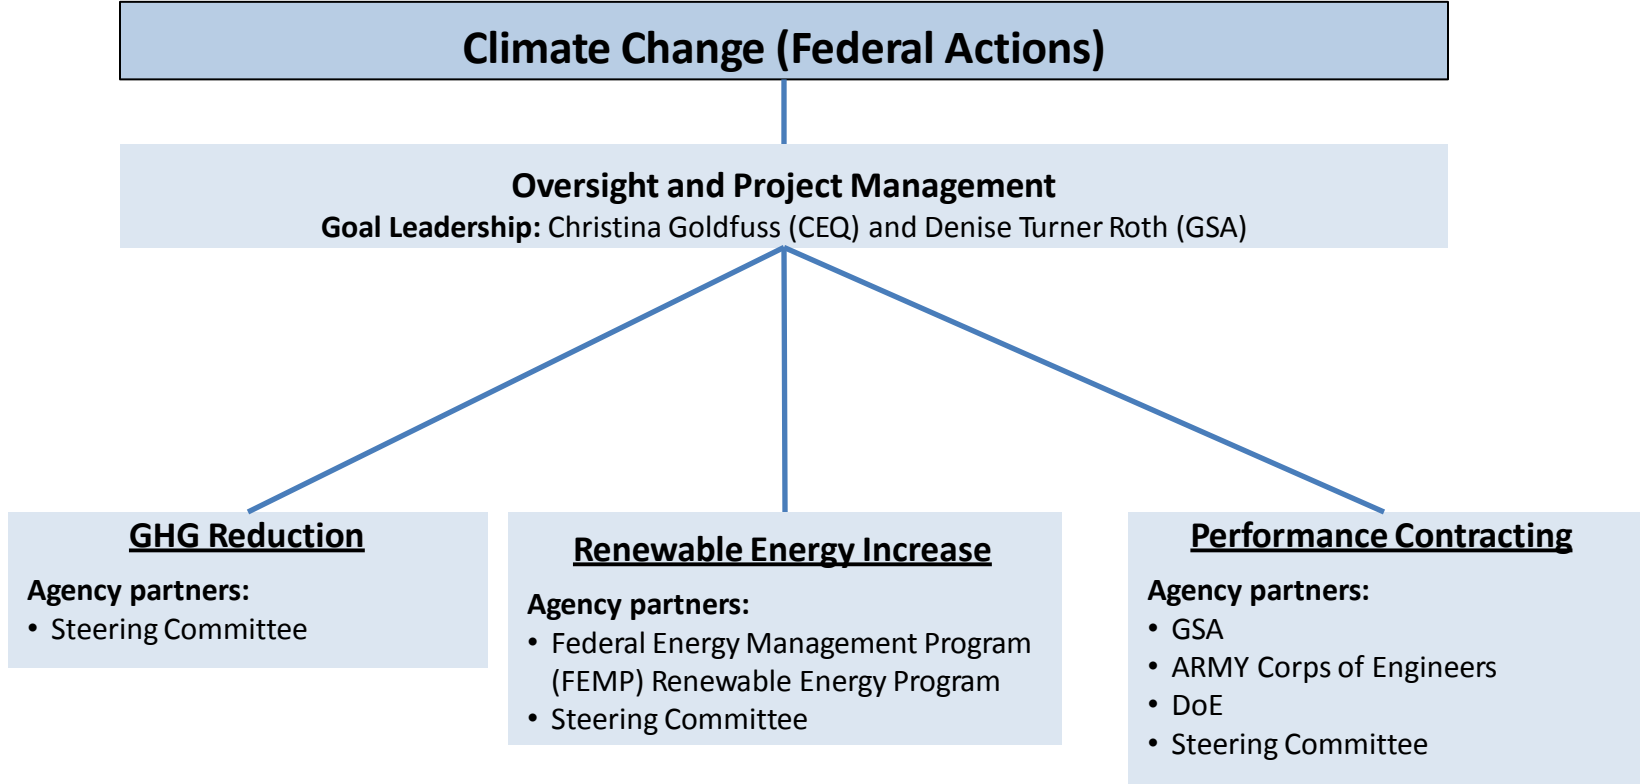 Climate Change (Federal Actions)
Oversight and Project Management
Goal Leadership: Christina Goldfuss (CEQ) and Denise Turner Roth (GSA)
GHG Reduction
Agency partners:
• Steering Committee
Renewable Energy Increase
Agency partners:
• Federal Energy Management Program
(FEMP) Renewable Energy Program
• Steering Committee
Performance Contracting
Agency partners:
• GSA
• ARMY Corps of Engineers
• DoE
• Steering Committee